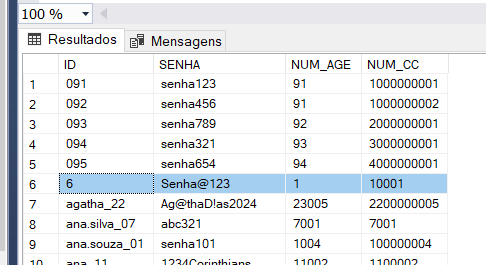 100 %
Resultados Mensagens
ID SENHA NUM_AGE NUM_CC
1 091 senha123 91 1000000001
2 092 senha456 91 1000000002
3 093 senha789 92 2000000001
4 094 senha321 93 3000000001
5 095 senha654 94 4000000001
6 6 Senha@123 1 10001
7 agatha_22 Ag@thaD!as2024 23005 2200000005
8 ana.silva_07 abc321 7001 7001
9 ana.souza_01 senha101 1004 100000004
10 ana_11 1234Corinthians 11002 1100002